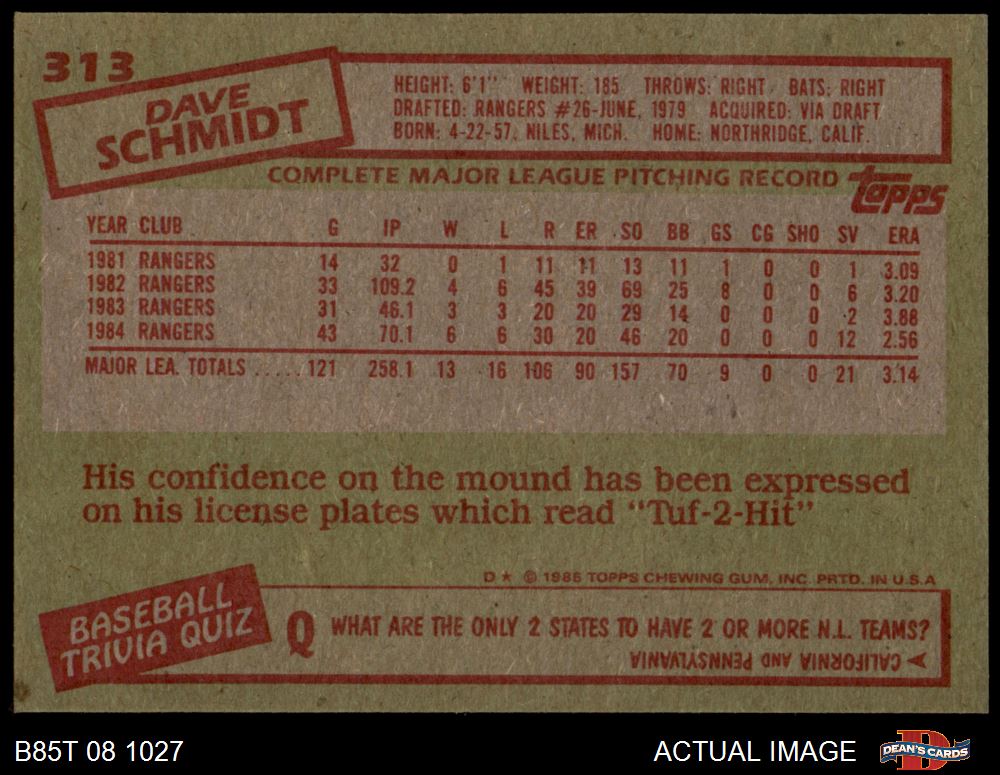 313
DAVE
SCHMIDT
HEIGHT: 6'1" WEIGHT: 185 THROWS: RIGHT BATS: RIGHT
DRAFTED: RANGERS #26-JUNE, 1979 ACQUIRED: VIA DRAFT
BORN: 4-22-57, NILES, MICH. HOME: NORTHRIDGE, CALIF.
COMPLETE MAJOR LEAGUE PITCHING RECORD topps
YEAR CLUB G IP W L R ER SO BB GS CG SHO SV ERA
1981 RANGERS 14 32 0 1 11 11 13 11 1 0 0 1 3.09
1982 RANGERS 33 109.2 4 6 45 39 69 25 8 0 0 6 3.20
1983 RANGERS 31 46.1 3 3 20 20 29 14 0 0 0 2 3.88
1984 RANGERS 43 70.1 6 6 30 20 46 20 0 0 0 12 2.56
MAJOR LEA. TOTALS ..... 121 258.1 13 16 106 90 157 70 9 0 0 21 3.14
His confidence on the mound has been expressed
on his license plates which read "Tuf-2-Hit"
D★ © 1985 TOPPS CHEWING GUM, INC. PRTD. IN U.S.A
BASEBALL
TRIVIA QUIZ
Q WHAT ARE THE ONLY 2 STATES TO HAVE 2 OR MORE N.L. TEAMS?
➤ CALIFORNIA AND PENNSYLVANIA
B85T 08 1027
ACTUAL IMAGE
D
DEAN'S CARDS